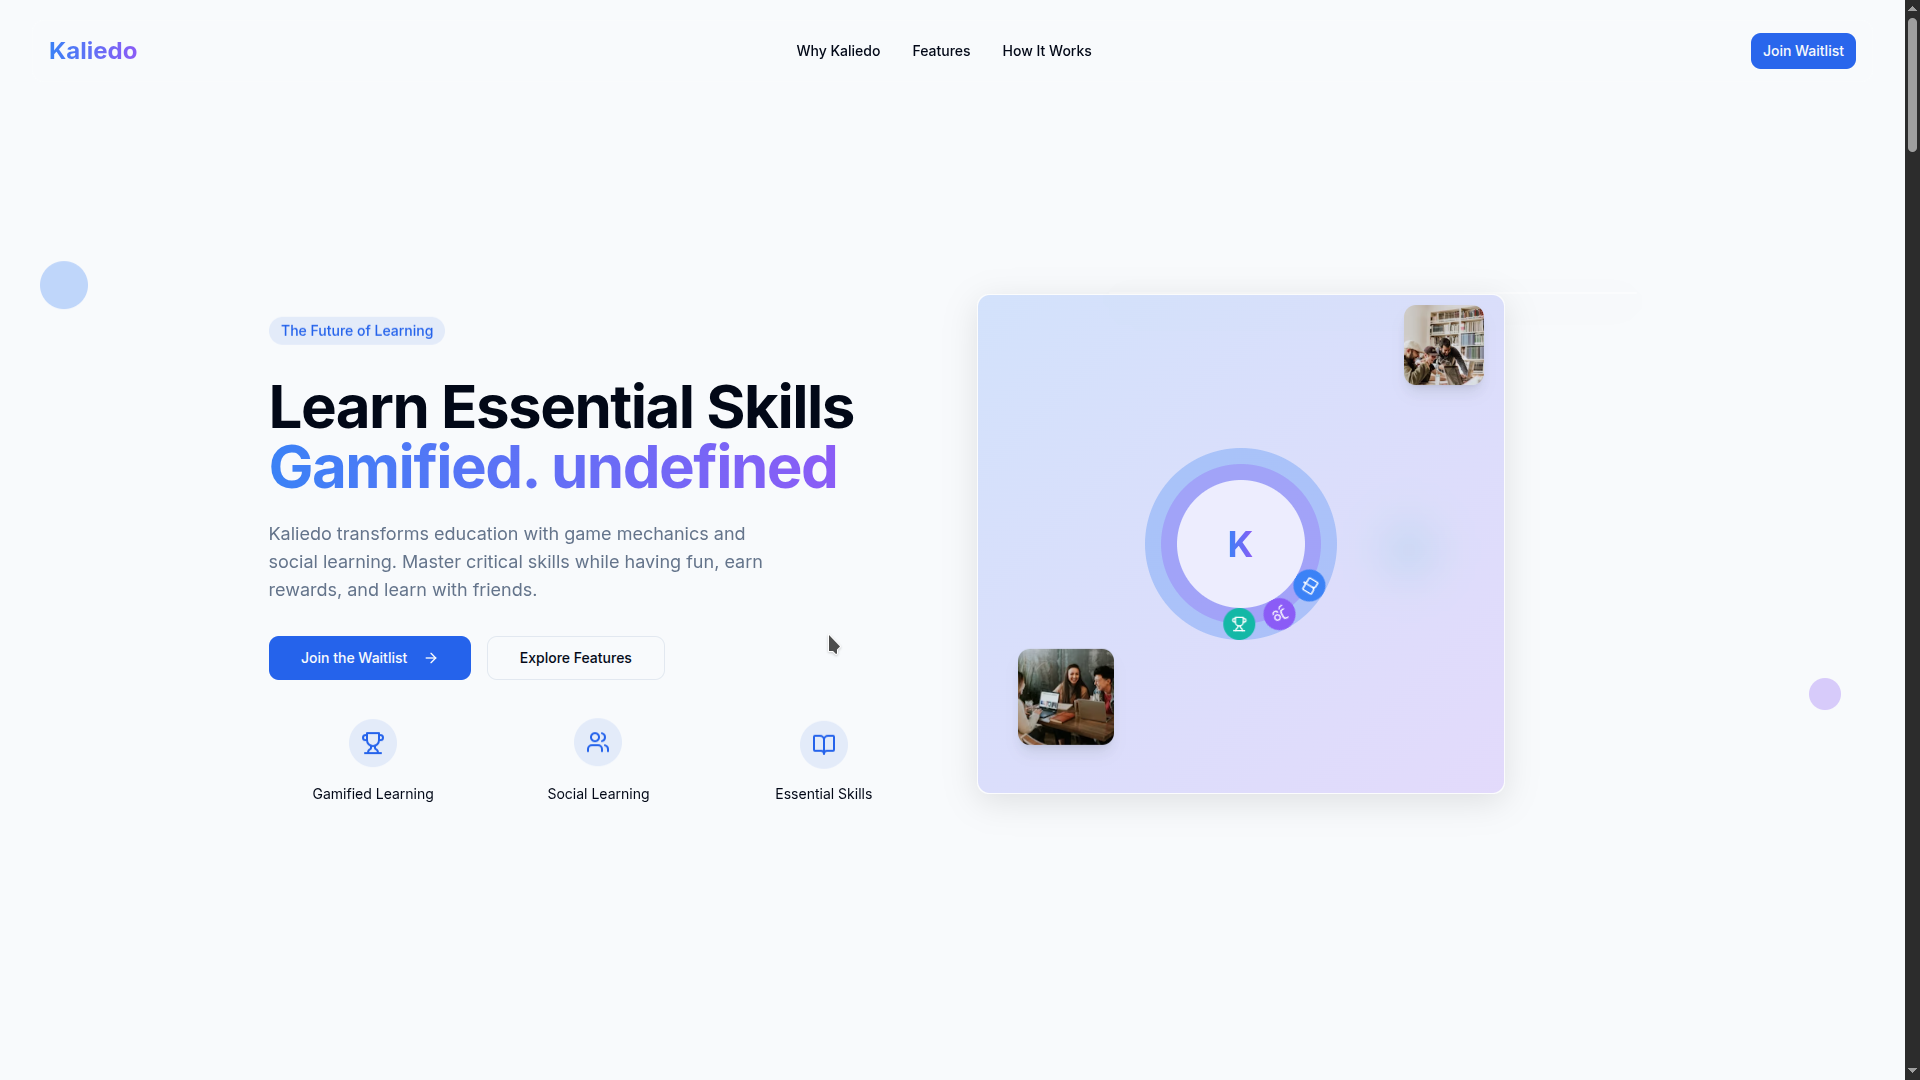 Kaliedo
Why Kaliedo
Features
How It Works
Join Waitlist
The Future of Learning
Learn Essential Skills
Gamified. undefined
Kaliedo transforms education with game mechanics and
social learning. Master critical skills while having fun, earn
rewards, and learn with friends.
Join the Waitlist
Explore Features
Gamified Learning
Social Learning
Essential Skills
K